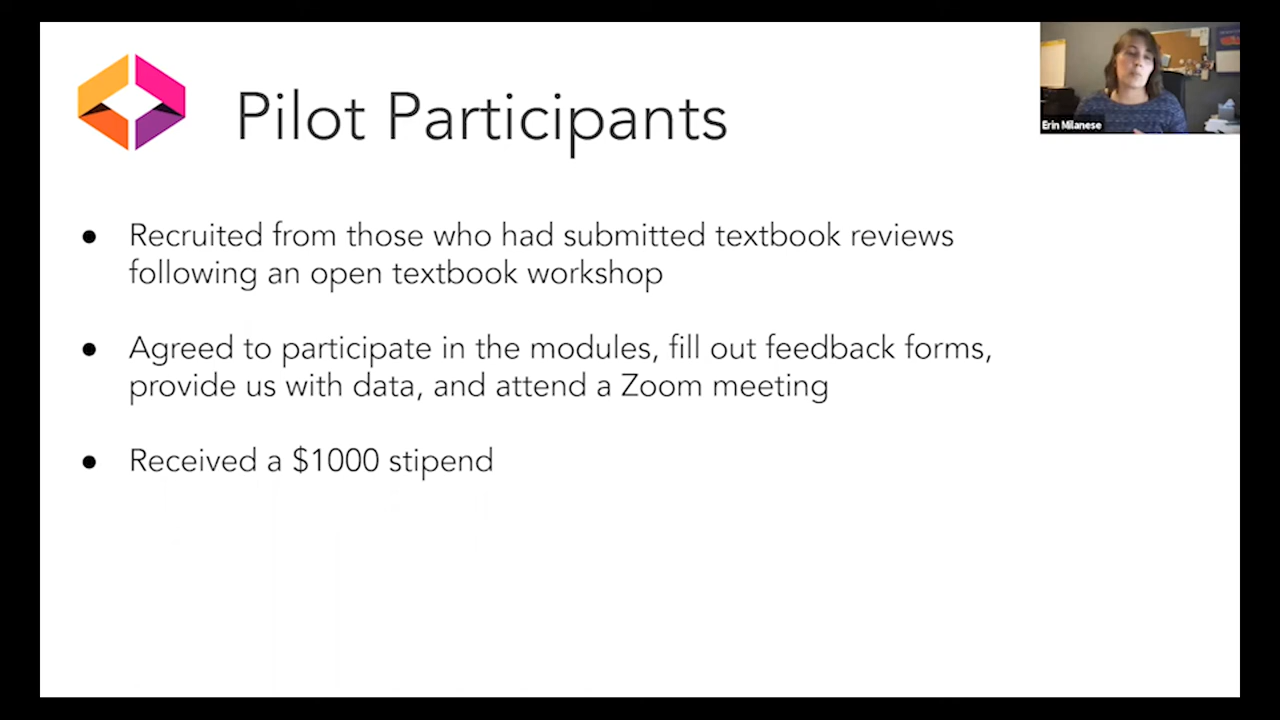 Pilot Participants
Erin Milanese
● Recruited from those who had submitted textbook reviews
following an open textbook workshop
● Agreed to participate in the modules, fill out feedback forms,
provide us with data, and attend a Zoom meeting
● Received a $1000 stipend